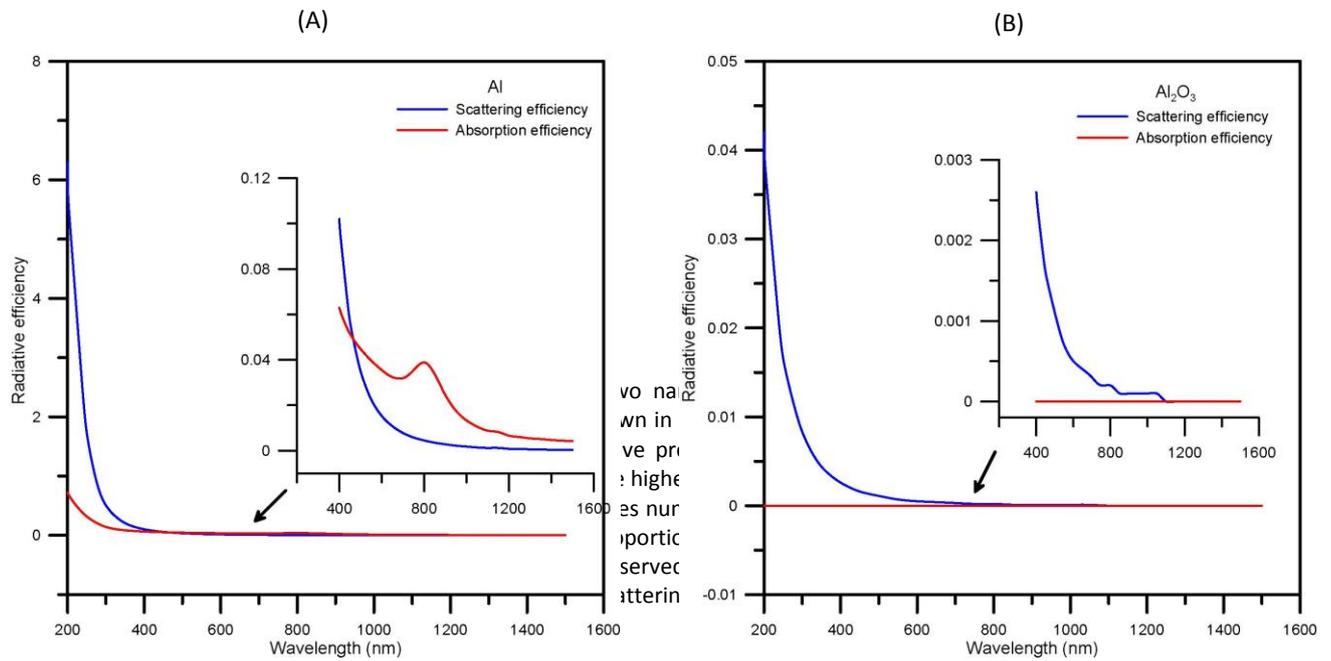 (A)
8
6
4
2
0
Radiative efficiency
Al
Scattering efficiency
Absorption efficiency
0.12
0.08
0.04
0
400 800 1200 1600
200 400 600 800 1000 1200 1400 1600
Wavelength (nm)
(B)
0.05
0.04
0.03
0.02
0.01
0
-0.01
Radiative efficiency
Al₂O₃
Scattering efficiency
Absorption efficiency
0.003
0.002
0.001
0
400 800 1200 1600
200 400 600 800 1000 1200 1400 1600
Wavelength (nm)